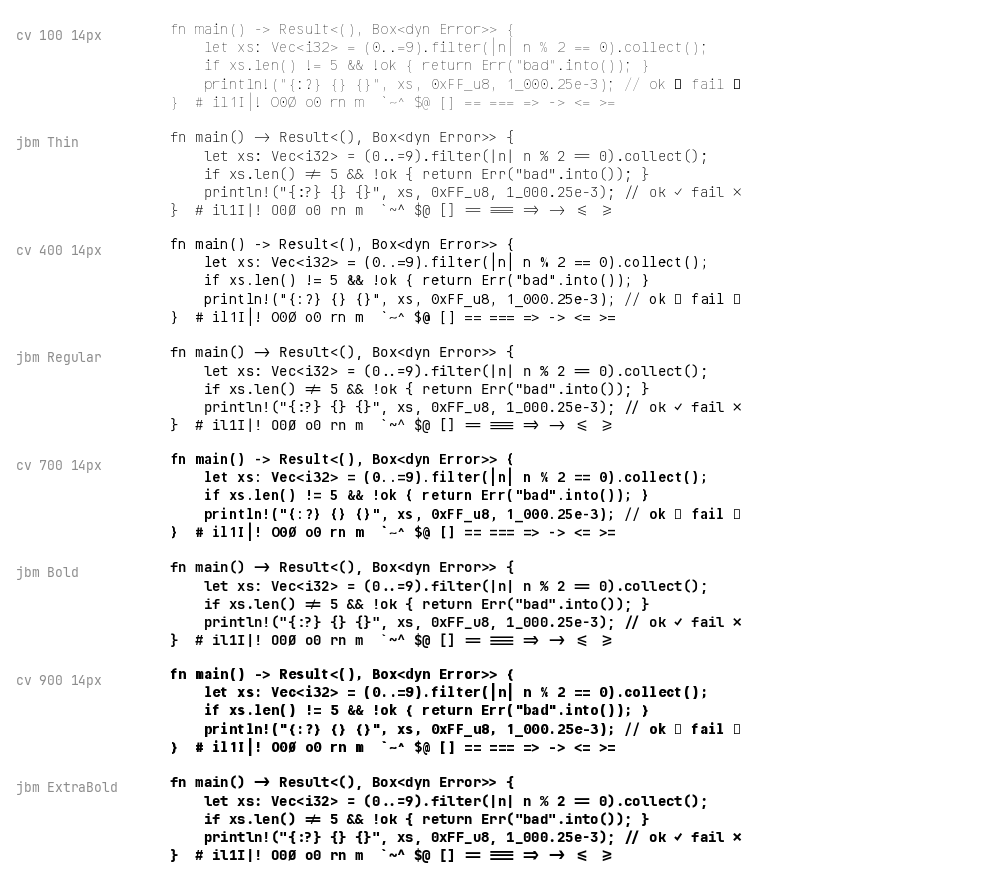 cv 100 14px
fn main() -> Result<(), Box<dyn Error>> {
    let xs: Vec<i32> = (0..=9).filter(|n| n % 2 == 0).collect();
    if xs.len() != 5 && !ok { return Err("bad".into()); }
    println!("{:?} {} {}", xs, 0xFF_u8, 1_000.25e-3); // ok □ fail □
}  # il1I|! O0Ø o0 rn m  `~^ $@ [] == === => -> <= >=
jbm Thin
fn main() -> Result<(), Box<dyn Error>> {
    let xs: Vec<i32> = (0..=9).filter(|n| n % 2 == 0).collect();
    if xs.len() != 5 && !ok { return Err("bad".into()); }
    println!("{:?} {} {}", xs, 0xFF_u8, 1_000.25e-3); // ok ✓ fail ✗
}  # il1I|! O0Ø o0 rn m  `~^ $@ [] == === => -> <= >=
cv 400 14px
fn main() -> Result<(), Box<dyn Error>> {
    let xs: Vec<i32> = (0..=9).filter(|n| n % 2 == 0).collect();
    if xs.len() != 5 && !ok { return Err("bad".into()); }
    println!("{:?} {} {}", xs, 0xFF_u8, 1_000.25e-3); // ok □ fail □
}  # il1I|! O0Ø o0 rn m  `~^ $@ [] == === => -> <= >=
jbm Regular
fn main() -> Result<(), Box<dyn Error>> {
    let xs: Vec<i32> = (0..=9).filter(|n| n % 2 == 0).collect();
    if xs.len() != 5 && !ok { return Err("bad".into()); }
    println!("{:?} {} {}", xs, 0xFF_u8, 1_000.25e-3); // ok ✓ fail ✗
}  # il1I|! O0Ø o0 rn m  `~^ $@ [] == === => -> <= >=
cv 700 14px
fn main() -> Result<(), Box<dyn Error>> {
    let xs: Vec<i32> = (0..=9).filter(|n| n % 2 == 0).collect();
    if xs.len() != 5 && !ok { return Err("bad".into()); }
    println!("{:?} {} {}", xs, 0xFF_u8, 1_000.25e-3); // ok □ fail □
}  # il1I|! O0Ø o0 rn m  `~^ $@ [] == === => -> <= >=
jbm Bold
fn main() -> Result<(), Box<dyn Error>> {
    let xs: Vec<i32> = (0..=9).filter(|n| n % 2 == 0).collect();
    if xs.len() != 5 && !ok { return Err("bad".into()); }
    println!("{:?} {} {}", xs, 0xFF_u8, 1_000.25e-3); // ok ✓ fail ✗
}  # il1I|! O0Ø o0 rn m  `~^ $@ [] == === => -> <= >=
cv 900 14px
fn main() -> Result<(), Box<dyn Error>> {
    let xs: Vec<i32> = (0..=9).filter(|n| n % 2 == 0).collect();
    if xs.len() != 5 && !ok { return Err("bad".into()); }
    println!("{:?} {} {}", xs, 0xFF_u8, 1_000.25e-3); // ok □ fail □
}  # il1I|! O0Ø o0 rn m  `~^ $@ [] == === => -> <= >=
jbm ExtraBold
fn main() -> Result<(), Box<dyn Error>> {
    let xs: Vec<i32> = (0..=9).filter(|n| n % 2 == 0).collect();
    if xs.len() != 5 && !ok { return Err("bad".into()); }
    println!("{:?} {} {}", xs, 0xFF_u8, 1_000.25e-3); // ok ✓ fail ✗
}  # il1I|! O0Ø o0 rn m  `~^ $@ [] == === => -> <= >=